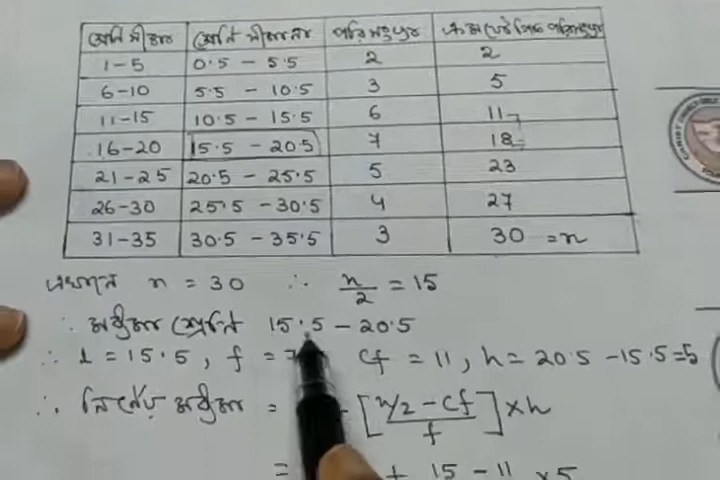 শ্রেণি সীমার শ্রেণি সীমানা পরিসংখ্যা ক্রমযৌগিক পরিসংখ্যা
1-5 0.5 - 5.5 2 2
6-10 5.5 - 10.5 3 5
11-15 10.5 - 15.5 6 11
16-20 15.5 - 20.5 7 18
21-25 20.5 - 25.5 5 23
26-30 25.5 - 30.5 4 27
31-35 30.5 - 35.5 3 30 = n
এখানে n = 30 ∴ n/2 = 15
∴ মধ্যমা শ্রেণি 15.5 - 20.5
∴ l = 15.5, f = 7 cf = 11, h = 20.5 - 15.5 = 5
∴ নির্ণেয় মধ্যমা = - [n/2 - cf / f] × h
= + 15 - 11 × 5